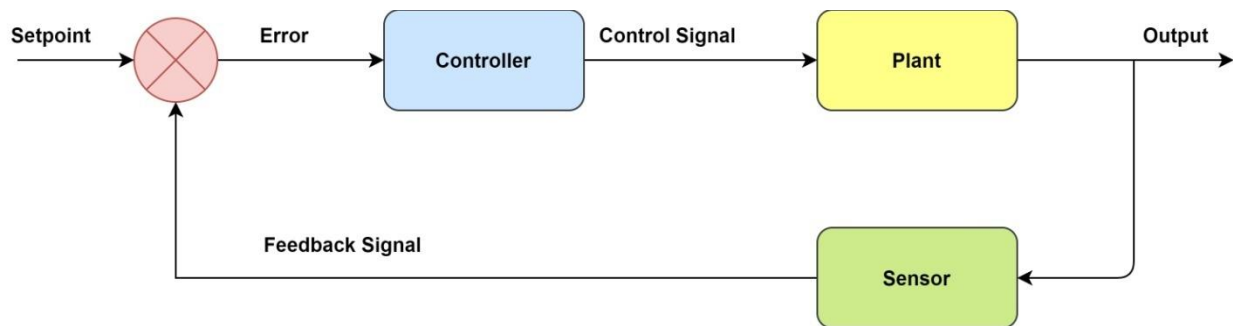 Setpoint
Error
Controller
Control Signal
Plant
Output
Feedback Signal
Sensor